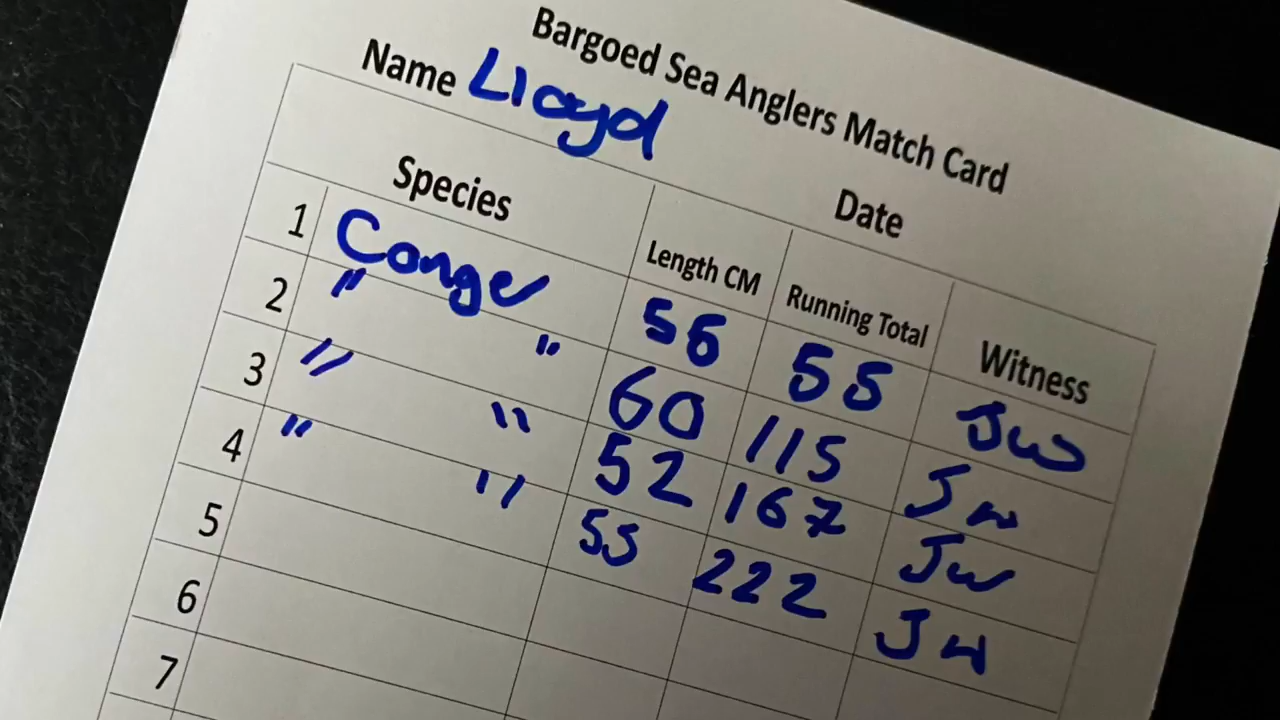 Bargoed Sea Anglers Match Card
Name Lloyd Date
Species Length CM Running Total Witness
1 Conger 56 55 JW
2 " " 60 115 JW
3 " " 52 167 JW
4 " " 55 222 JW
5
6
7